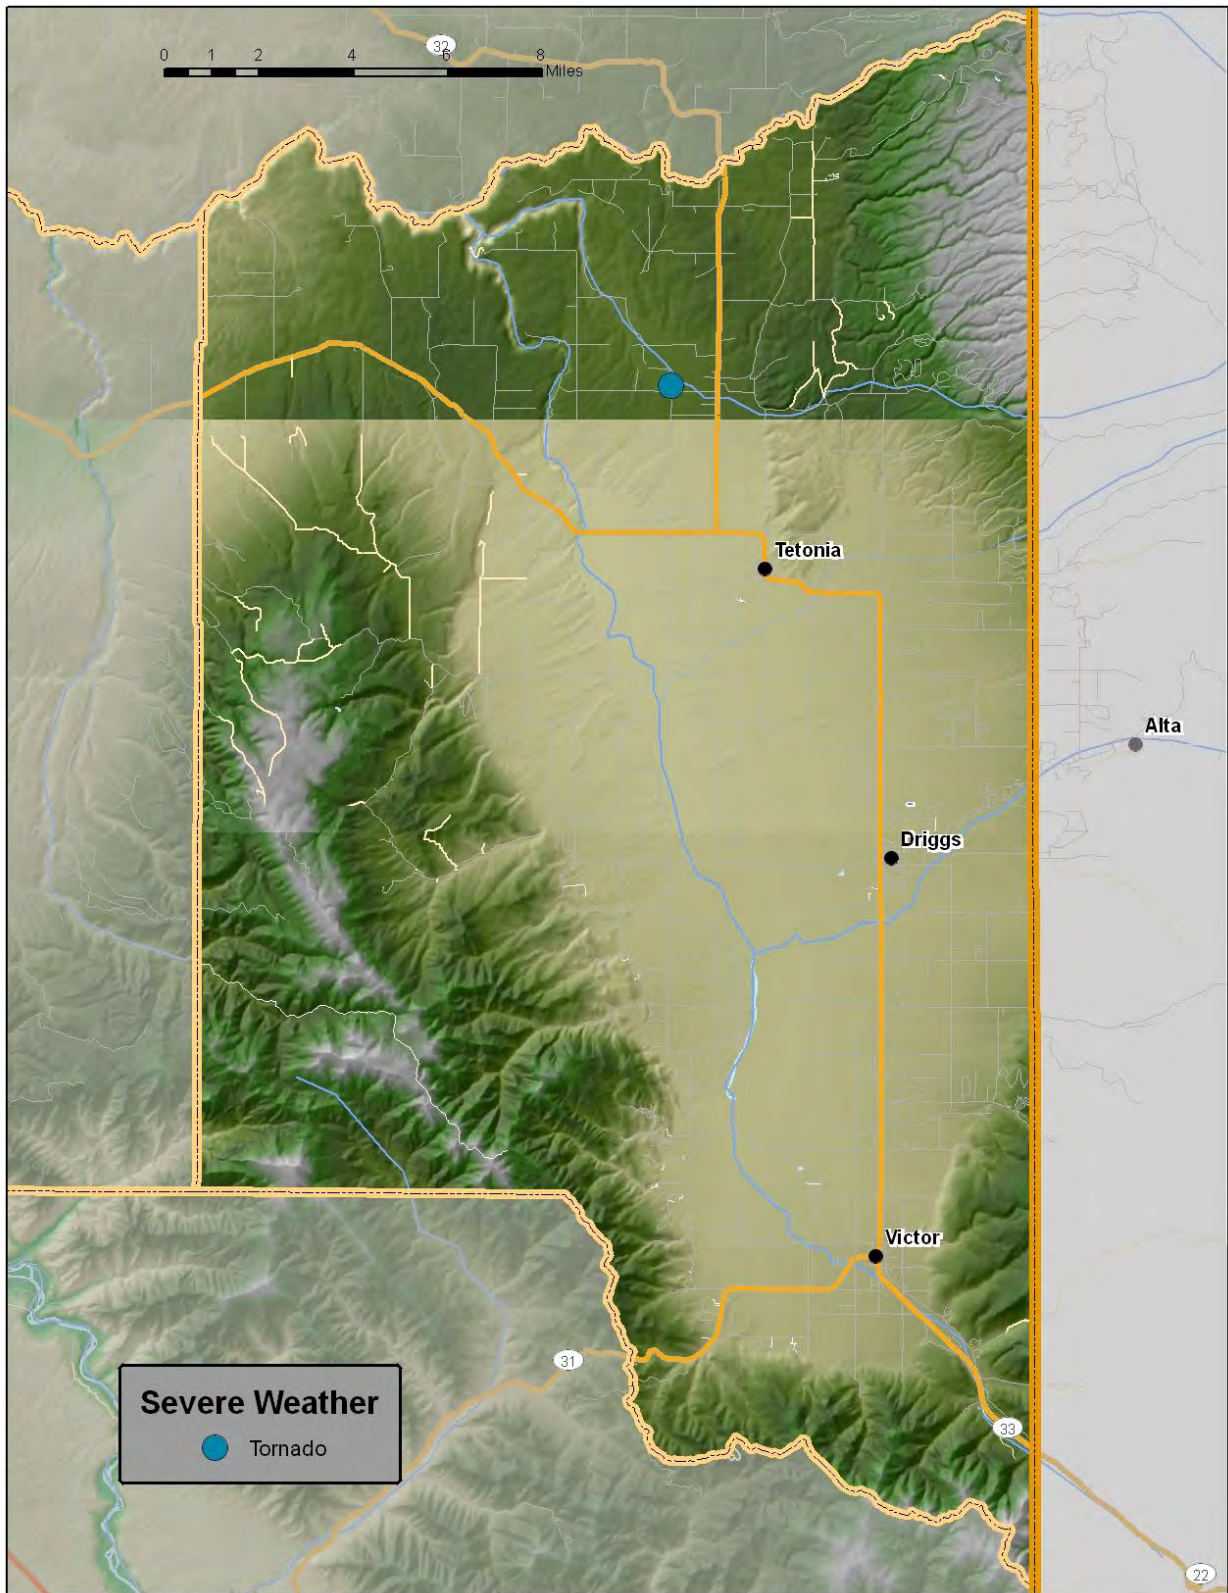 32
0 1 2 4 6 8
Miles
Tetonia
Alta
Driggs
Victor
31
Severe Weather
Tornado
33
22